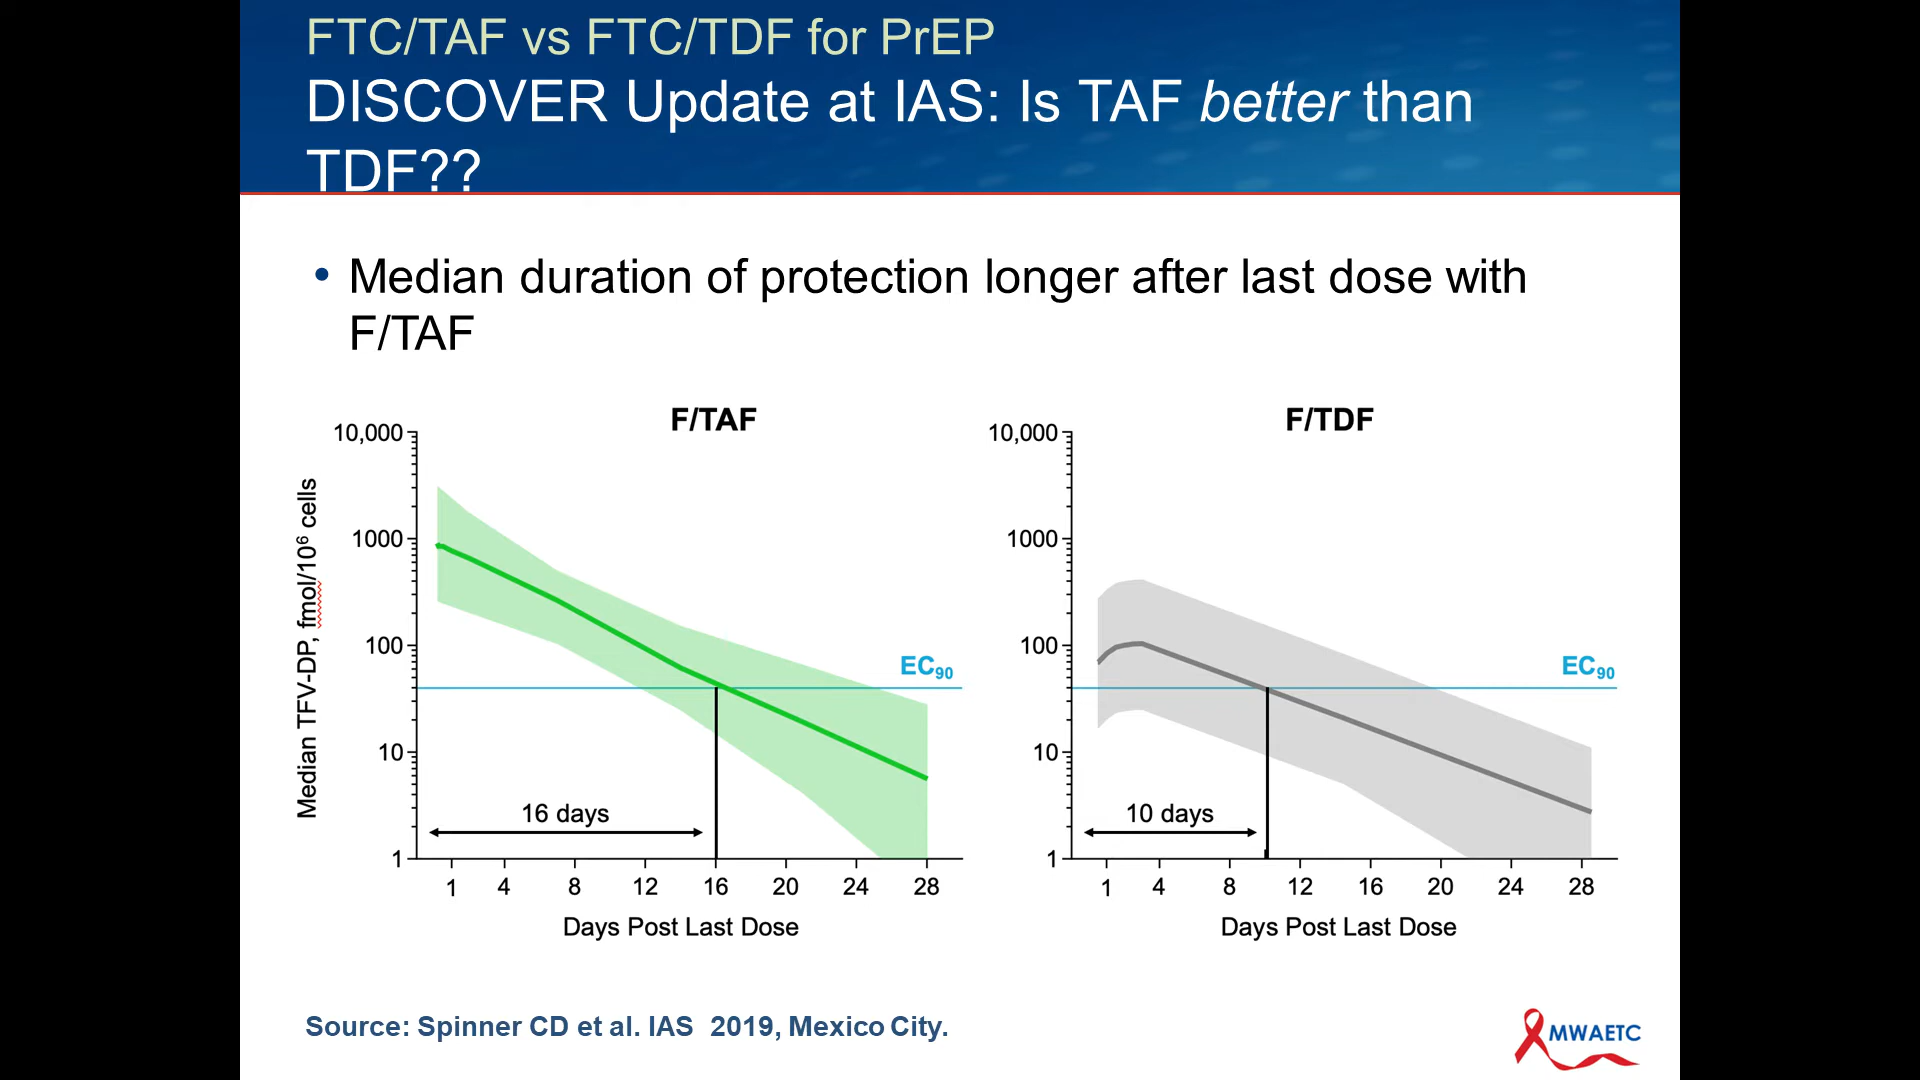 FTC/TAF vs FTC/TDF for PrEP
DISCOVER Update at IAS: Is TAF better than
TDF??
• Median duration of protection longer after last dose with
F/TAF
F/TAF
Median TFV-DP, fmol/10⁶ cells
10,000
1000
100
10
1
EC₉₀
16 days
1 4 8 12 16 20 24 28
Days Post Last Dose
F/TDF
10,000
1000
100
10
1
EC₉₀
10 days
1 4 8 12 16 20 24 28
Days Post Last Dose
Source: Spinner CD et al. IAS 2019, Mexico City.
MWAETC